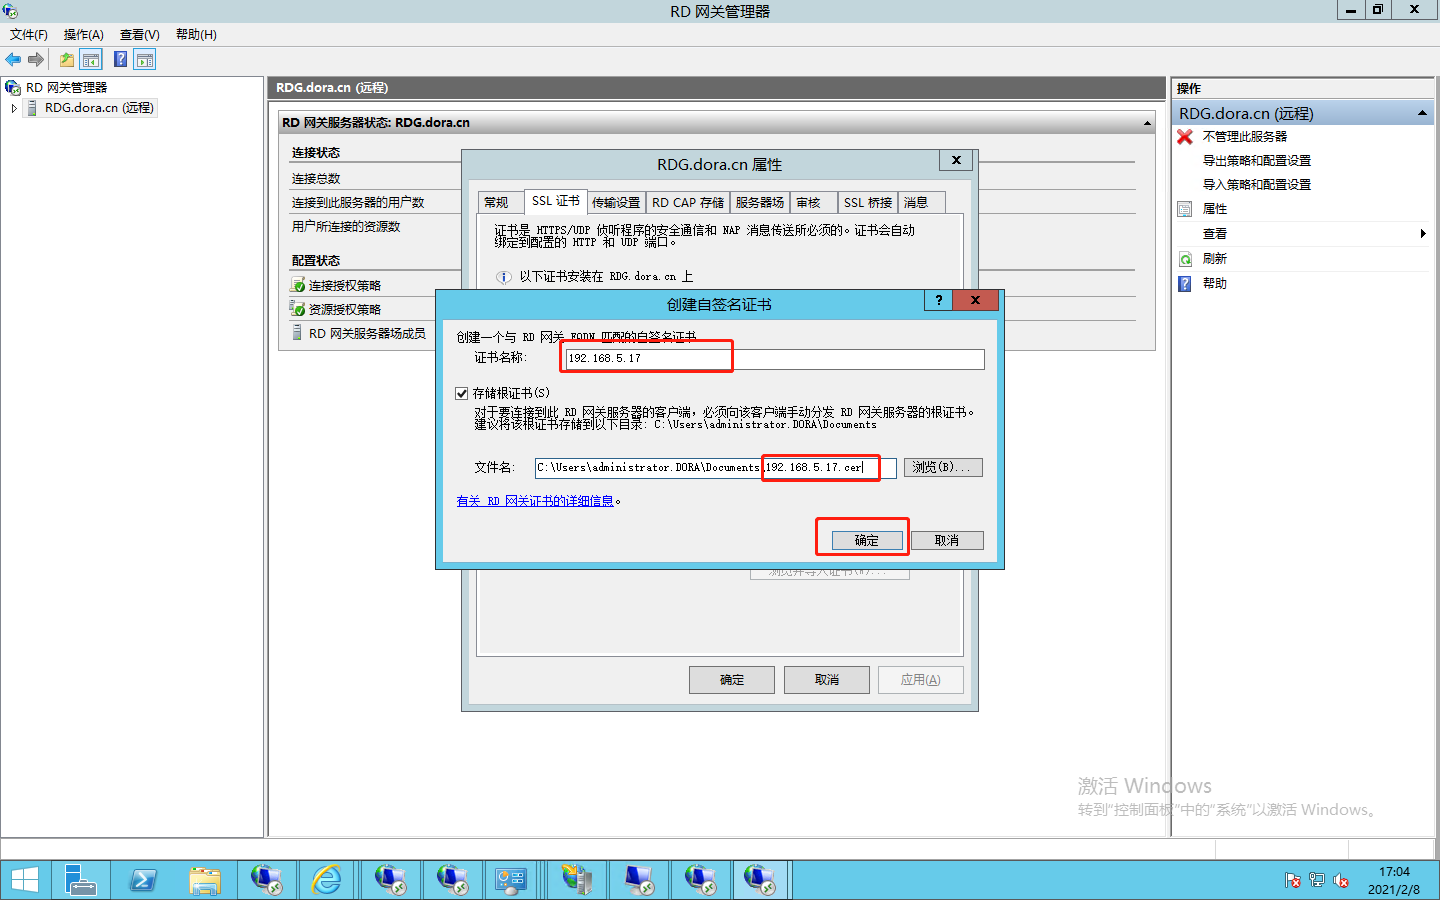 RD 网关管理器
文件(F) 操作(A) 查看(V) 帮助(H)
RD 网关管理器
RDG.dora.cn (远程)
RDG.dora.cn (远程)
RD 网关服务器状态: RDG.dora.cn
连接状态
连接总数
连接到此服务器的用户数
用户所连接的资源数
配置状态
连接授权策略
资源授权策略
RD 网关服务器场成员
RDG.dora.cn 属性
常规 SSL 证书 传输设置 RD CAP 存储 服务器场 审核 SSL 桥接 消息
证书是 HTTPS/UDP 侦听程序的安全通信和 NAP 消息传送所必须的。证书会自动
绑定到配置的 HTTP 和 UDP 端口。
以下证书安装在 RDG.dora.cn 上
创建自签名证书
创建一个与 RD 网关 FQDN 匹配的自签名证书
证书名称:
192.168.5.17
存储根证书(S)
对于要连接到此 RD 网关服务器的客户端，必须向该客户端手动分发 RD 网关服务器的根证书。
建议将该根证书存储到以下目录: C:\Users\administrator.DORA\Documents
文件名:
C:\Users\administrator.DORA\Documents\192.168.5.17.cer
浏览(B)...
有关 RD 网关证书的详细信息。
确定 取消
浏览并导入证书(R)...
确定 取消 应用(A)
操作
RDG.dora.cn (远程)
不管理此服务器
导出策略和配置设置
导入策略和配置设置
属性
查看
刷新
帮助
激活 Windows
转到“控制面板”中的“系统”以激活 Windows。
17:04
2021/2/8